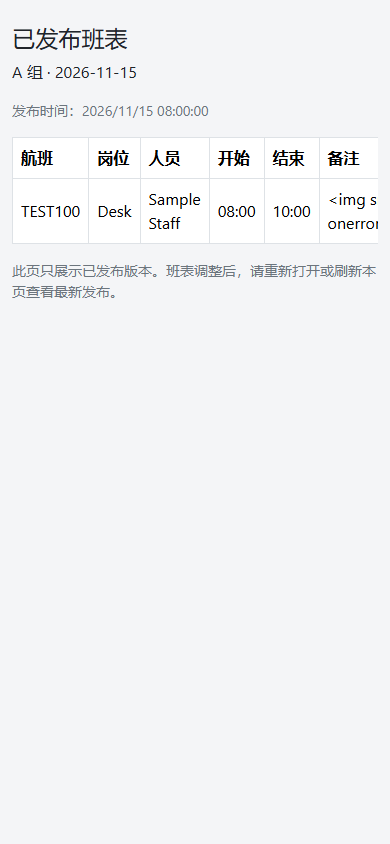 已发布班表
A 组 · 2026-11-15
发布时间：2026/11/15 08:00:00
航班 岗位 人员 开始 结束 备注
TEST100 Desk Sample Staff 08:00 10:00 <img s
onerror
此页只展示已发布版本。班表调整后，请重新打开或刷新本
页查看最新发布。